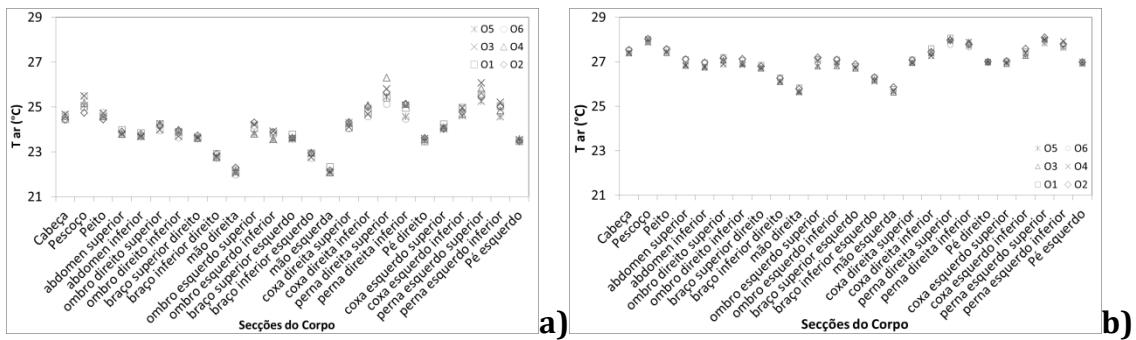 29
27
25
23
21
T ar (°C)
O5 O6
O3 O4
O1 O2
Cabeça
Pescoço
Peito
abdomen superior
abdomen inferior
ombro direito superior
ombro direito inferior
braço superior direito
braço inferior direito
mão direita
ombro esquerdo superior
ombro esquerdo inferior
braço superior esquerdo
braço inferior esquerdo
mão esquerda
coxa direita superior
coxa direita inferior
perna direita superior
perna direita inferior
Pé direito
coxa esquerdo superior
coxa esquerdo inferior
perna esquerdo superior
perna esquerdo inferior
Pé esquerdo
Secções do Corpo
a)
29
27
25
23
21
T ar (°C)
O5 O6
O3 O4
O1 O2
Cabeça
Pescoço
Peito
abdomen superior
abdomen inferior
ombro direito superior
ombro direito inferior
braço superior direito
braço inferior direito
mão direita
ombro esquerdo superior
ombro esquerdo inferior
braço superior esquerdo
braço inferior esquerdo
mão esquerda
coxa direita superior
coxa direita inferior
perna direita superior
perna direita inferior
Pé direito
coxa esquerdo superior
coxa esquerdo inferior
perna esquerdo superior
perna esquerdo inferior
Pé esquerdo
Secções do Corpo
b)